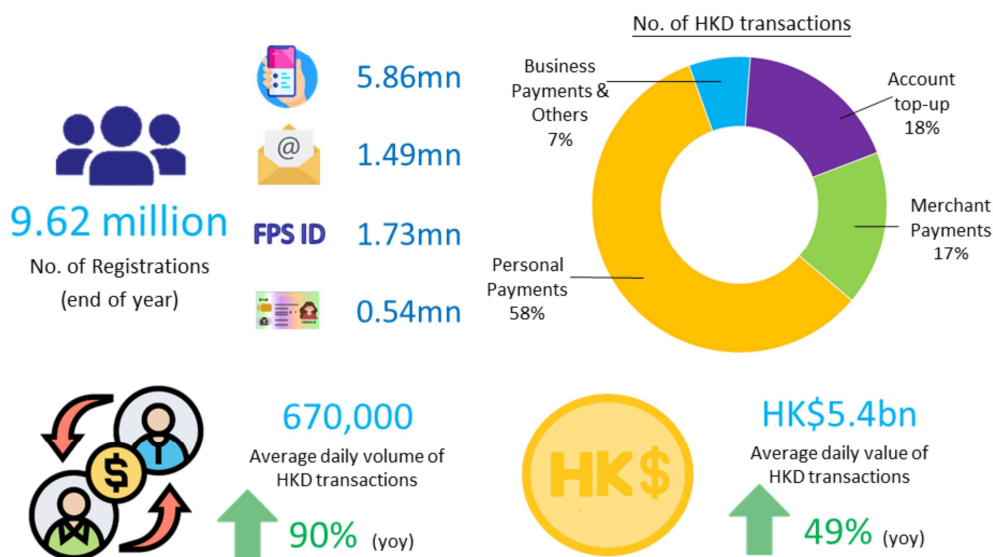 9.62 million
No. of Registrations
(end of year)
5.86mn
@
1.49mn
FPS ID
1.73mn
0.54mn
No. of HKD transactions
Business
Payments &
Others
7%
Account
top-up
18%
Merchant
Payments
17%
Personal
Payments
58%
$
670,000
Average daily volume of
HKD transactions
90% (yoy)
HK$
HK$5.4bn
Average daily value of
HKD transactions
49% (yoy)